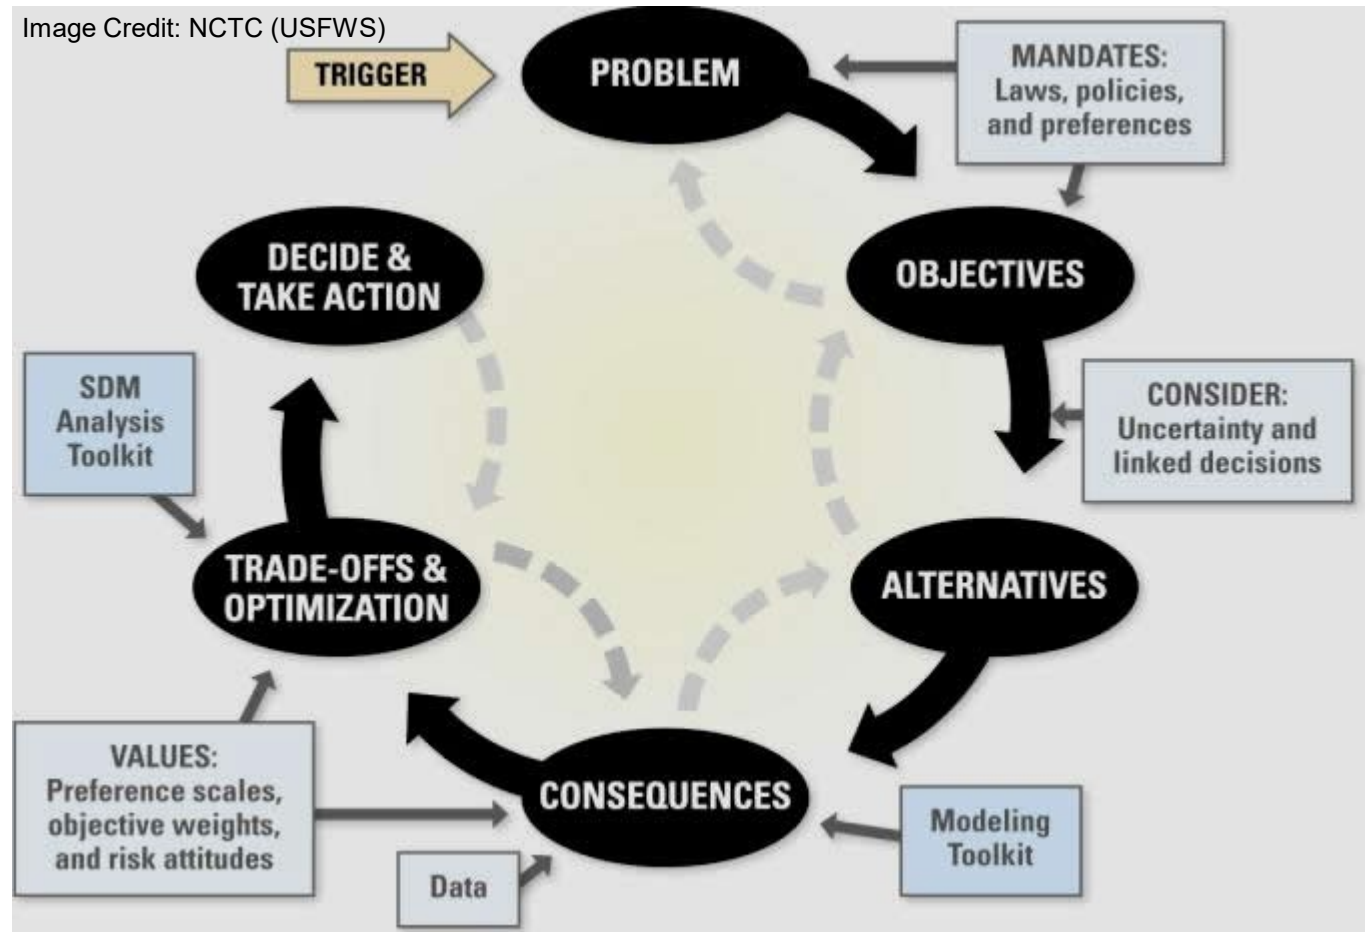 Image Credit: NCTC (USFWS)
TRIGGER
PROBLEM
MANDATES:
Laws, policies,
and preferences
DECIDE &
TAKE ACTION
OBJECTIVES
SDM
Analysis
Toolkit
CONSIDER:
Uncertainty and
linked decisions
TRADE-OFFS &
OPTIMIZATION
ALTERNATIVES
VALUES:
Preference scales,
objective weights,
and risk attitudes
CONSEQUENCES
Modeling
Toolkit
Data